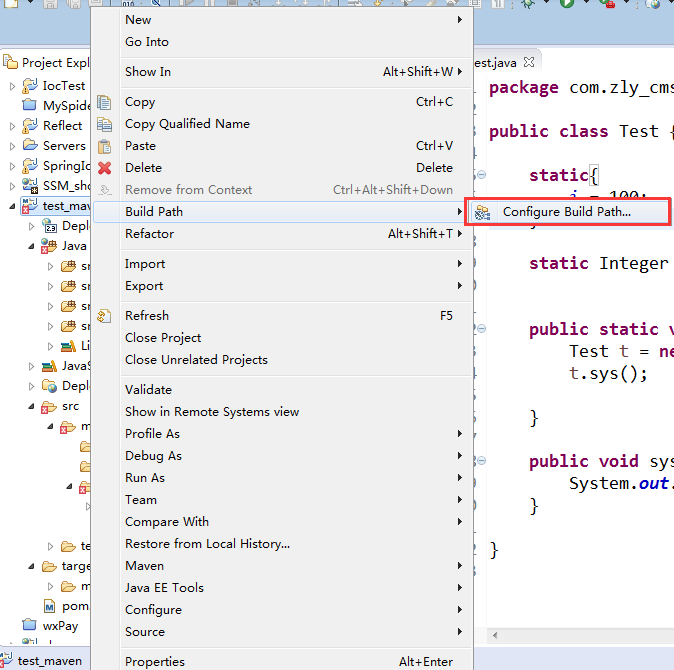 New
Go Into
Show In Alt+Shift+W
Copy Ctrl+C
Copy Qualified Name
Paste Ctrl+V
Delete Delete
Remove from Context Ctrl+Alt+Shift+Down
Build Path
Refactor Alt+Shift+T
Import
Export
Refresh F5
Close Project
Close Unrelated Projects
Validate
Show in Remote Systems view
Profile As
Debug As
Run As
Team
Compare With
Restore from Local History...
Maven
Java EE Tools
Configure
Source
Properties Alt+Enter
Configure Build Path...
Project Expl
IocTest
MySpide
Reflect
Servers
SpringIo
SSM_sho
test_mav
Depl
Java
sr
sr
sr
sr
Li
JavaS
Depl
src
m
te
targe
m
pom
wxPay
test_maven
est.java
package com.zly_cms
public class Test {
static{
i = 100;
static Integer
public static v
Test t = ne
t.sys();
}
public void sys
System.out.
}
}